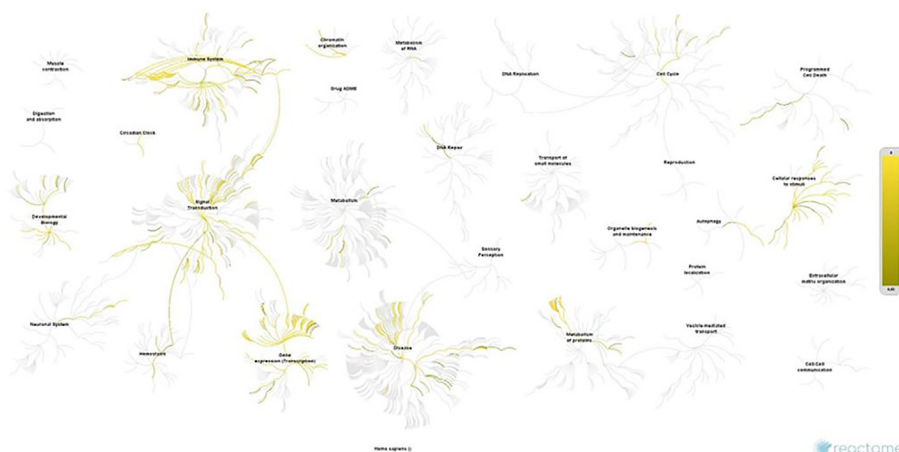 Immune System
Chromatin
organization
Metabolism
of RNA
Muscle
contraction
DNA Replication
Cell Cycle
Programmed
Cell Death
Drug ADME
Digestion
and absorption
Circadian Clock
DNA Repair
Transport of
small molecules
Reproduction
Cellular responses
to stimuli
Signal
Transduction
Metabolism
Developmental
Biology
Autophagy
Organelle biogenesis
and maintenance
Sensory
Perception
Protein
localization
Extracellular
matrix organization
Neuronal System
Hemostasis
Gene
expression (Transcription)
Disease
Metabolism
of proteins
Vesicle-mediated
transport
Cell-Cell
communication
Homo sapiens ()
reactome